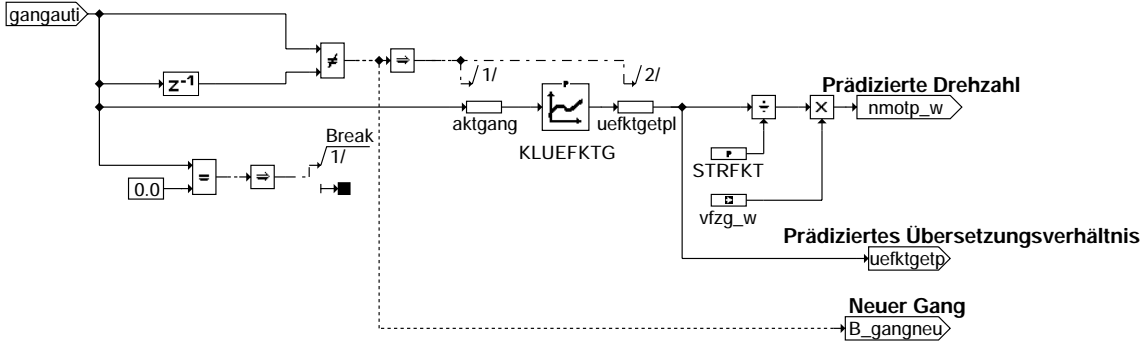 gangauti
≠
⇒
1/
2/
z-1
Prädizierte Drehzahl
P
÷
×
nmotp_w
aktgang
uefktgetpl
KLUEFKTG
Break
1/
P
STRFKT
=
⇒
0.0
vfzg_w
Prädiziertes Übersetzungsverhältnis
uefktgetp
Neuer Gang
B_gangneu